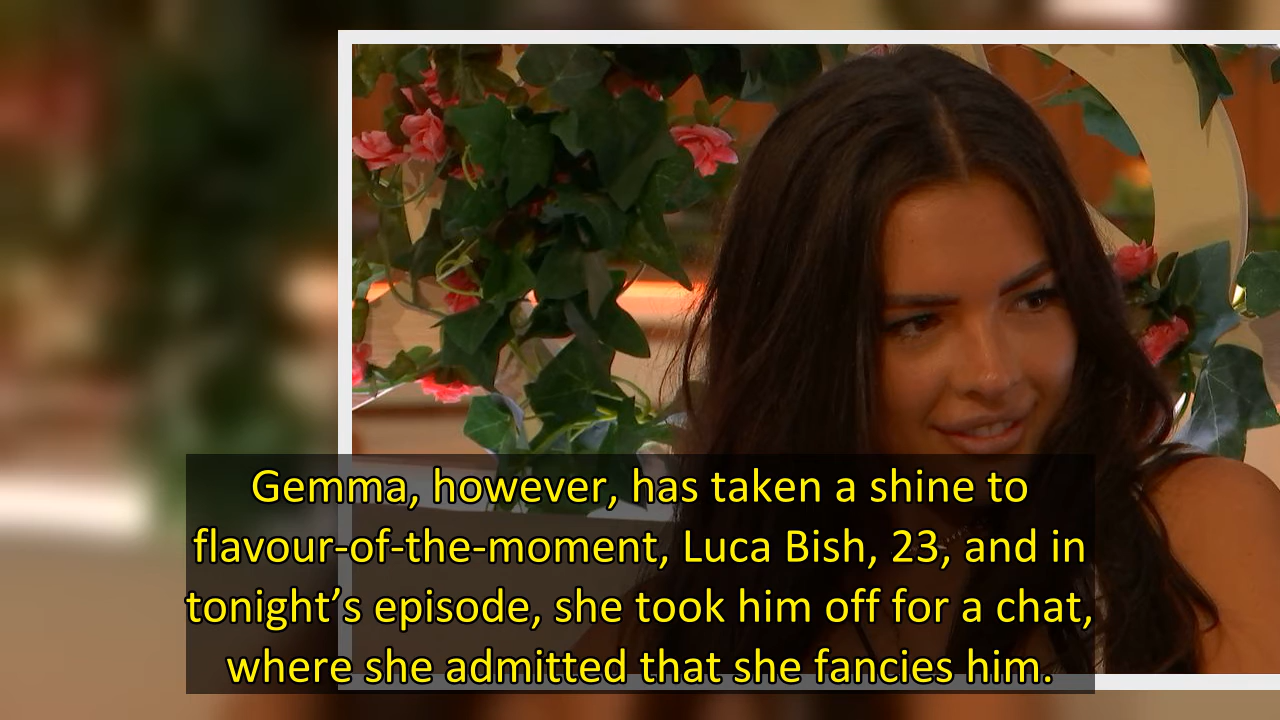 Gemma, however, has taken a shine to
flavour-of-the-moment, Luca Bish, 23, and in
tonight’s episode, she took him off for a chat,
where she admitted that she fancies him.